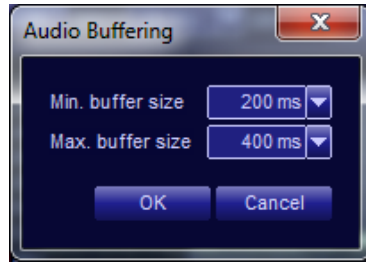 Audio Buffering
Min. buffer size 200 ms
Max. buffer size 400 ms
OK Cancel